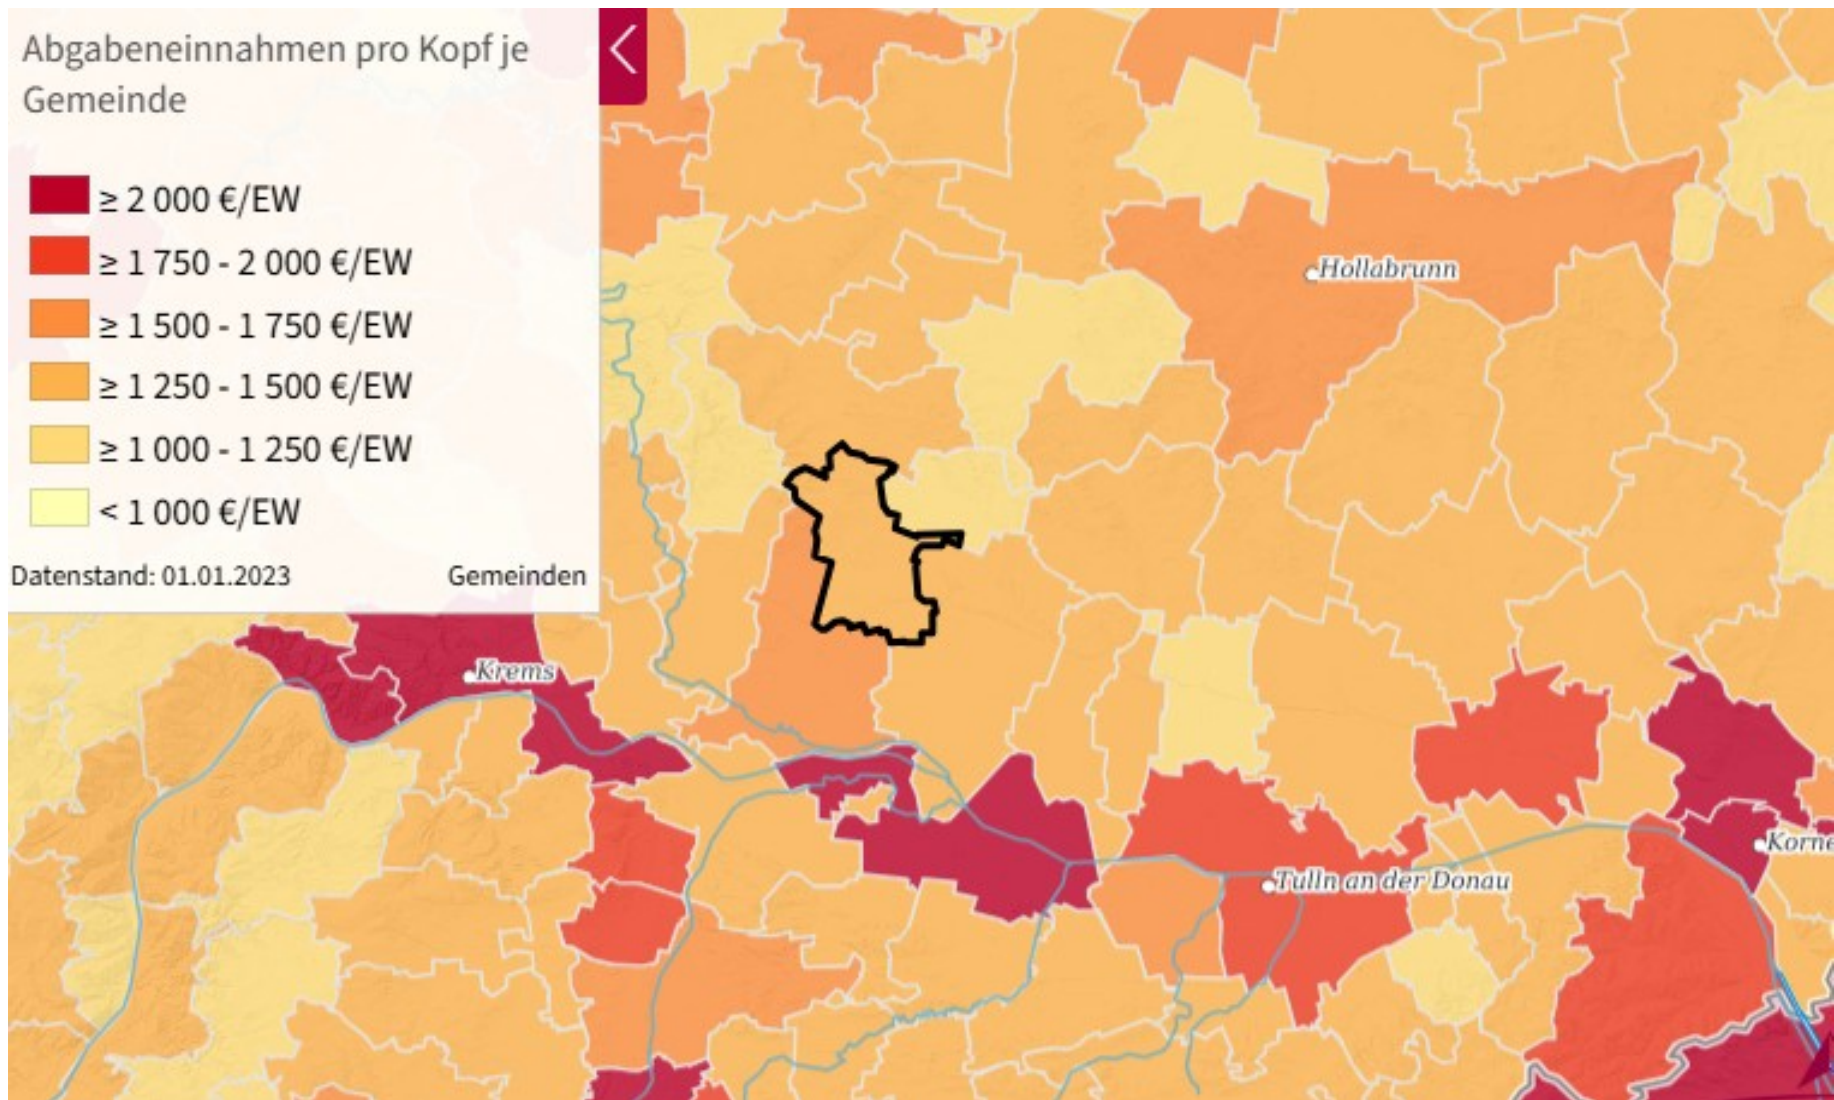 Abgabeneinnahmen pro Kopf je
Gemeinde
≥ 2 000 €/EW
≥ 1 750 - 2 000 €/EW
≥ 1 500 - 1 750 €/EW
≥ 1 250 - 1 500 €/EW
≥ 1 000 - 1 250 €/EW
< 1 000 €/EW
Datenstand: 01.01.2023 Gemeinden
Hollabrunn
Krems
Korne
Tulln an der Donau